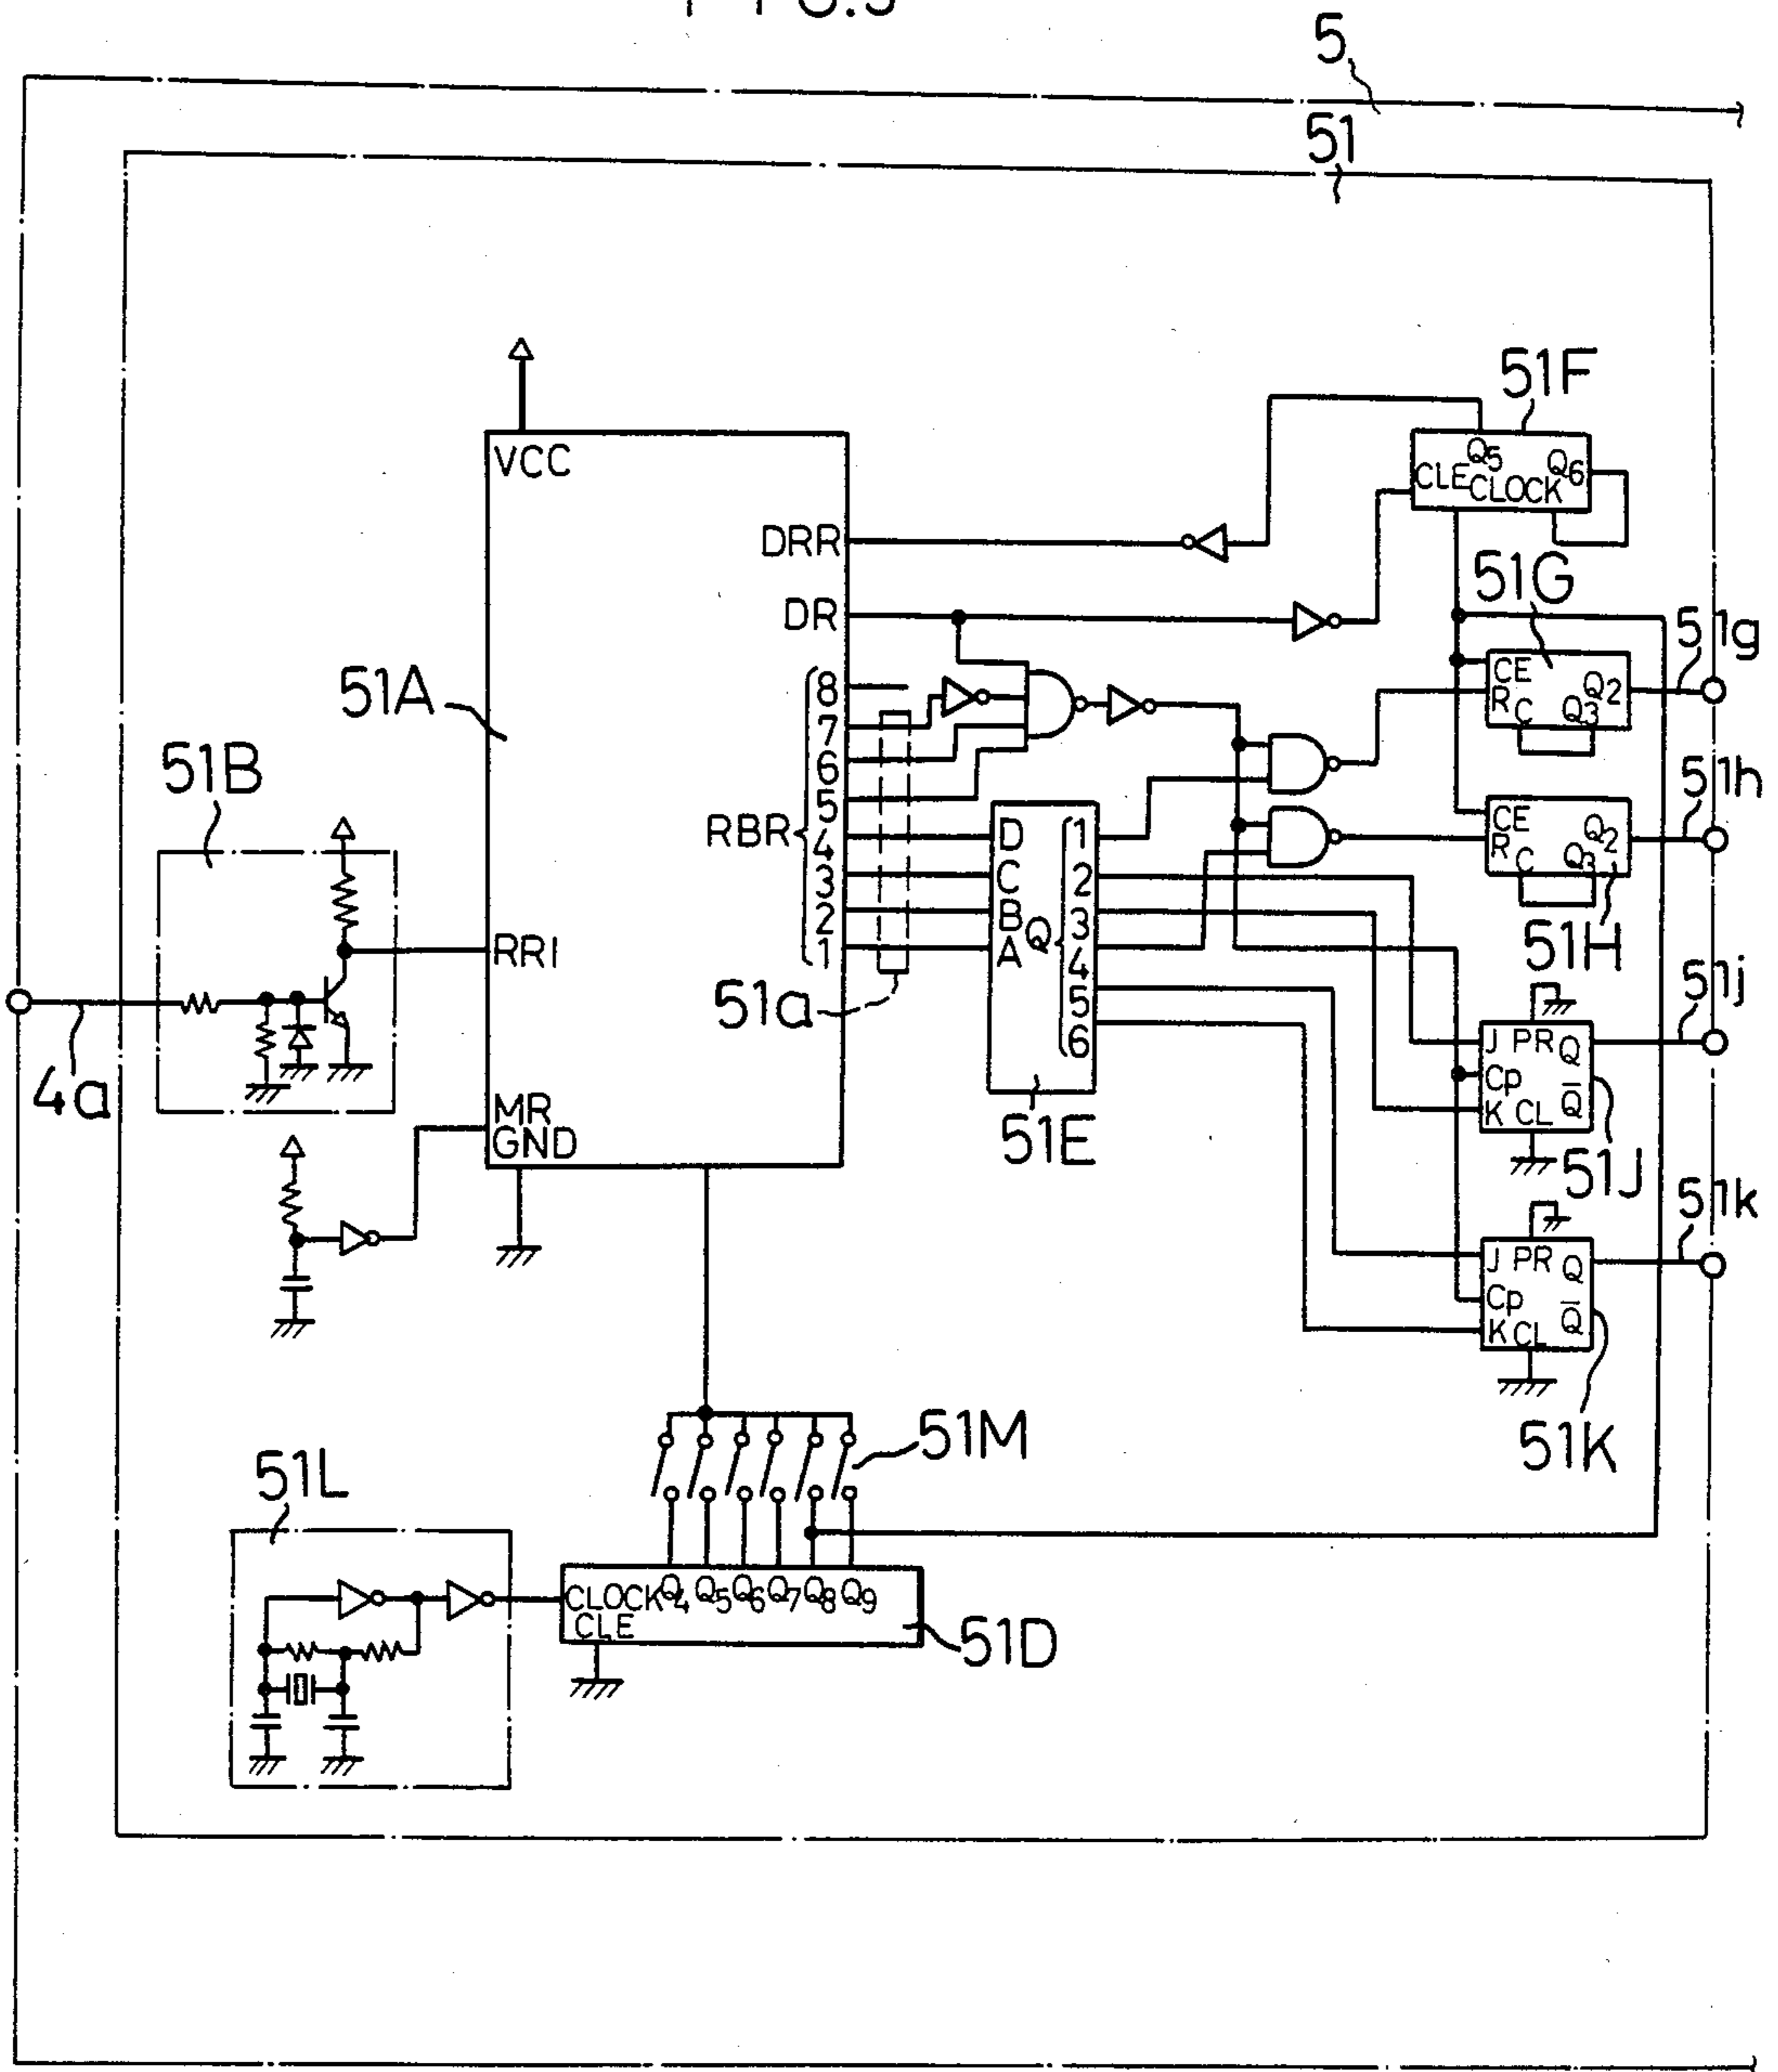 5
51
51F
Q5 Q6
CLE CLOCK
VCC
DRR
51G
DR
51g
CE Q2
R C Q3
51A
8
7
6
5
RBR 4
3
2
1
51B
51h
CE Q2
R C Q3
D
C
B
A
Q
1
2
3
4
5
6
51H
RRI
51a
51j
4a
J PR Q
Cp
K CL Q̅
MR
GND
51E
51J
51k
J PR Q
Cp
K CL Q̅
51M
51K
51L
CLOCK Q4 Q5 Q6 Q7 Q8 Q9
CLE
51D